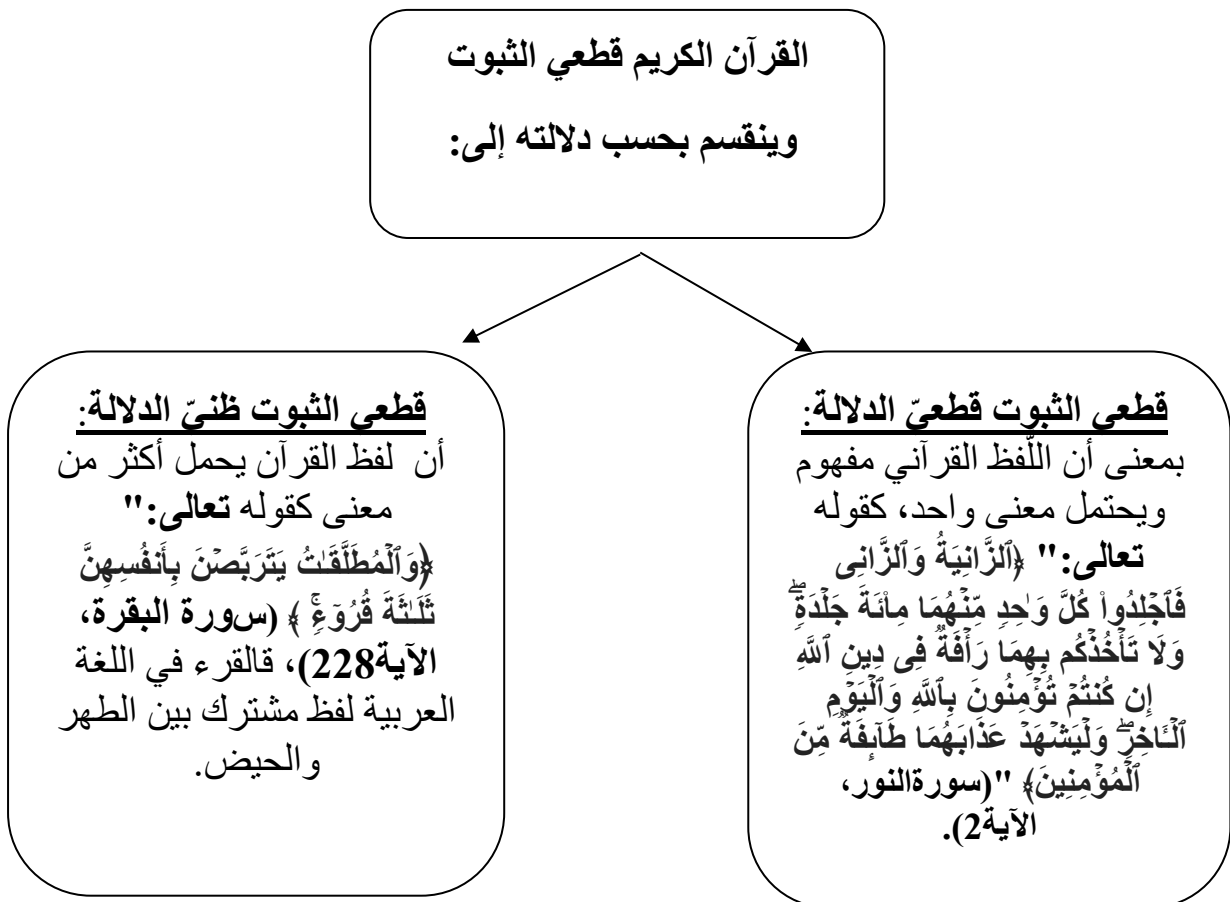 القرآن الكريم قطعي الثبوت
وينقسم بحسب دلالته إلى:
قطعي الثبوت قطعيّ الدلالة:
بمعنى أن اللّفظ القرآني مفهوم
ويحتمل معنى واحد، كقوله
تعالى:" ﴿ٱلزَّانِيَةُ وَٱلزَّانِى
فَٱجۡلِدُوا۟ كُلَّ وَٰحِدٍ مِّنۡهُمَا مِا۟ئَةَ جَلۡدَةٍۖ
وَلَا تَأۡخُذۡكُم بِهِمَا رَأۡفَةٌ فِى دِينِ ٱللَّهِ
إِن كُنتُمۡ تُؤۡمِنُونَ بِٱللَّهِ وَٱلۡيَوۡمِ
ٱلۡـَٔاخِرِۖ وَلۡيَشۡهَدۡ عَذَابَهُمَا طَاۤىِٕفَةٌ مِّنَ
ٱلۡمُؤۡمِنِينَ﴾ "(سورةالنور،
الآية2).
قطعي الثبوت ظنيّ الدلالة:
أن لفظ القرآن يحمل أكثر من
معنى كقوله تعالى:"
﴿وَٱلۡمُطَلَّقَـٰتُ یَتَرَبَّصۡنَ بِأَنفُسِهِنَّ
ثَلَـٰثَةَ قُرُوۤءࣲۚ ﴾ (سورة البقرة،
الآية228)، قالقرء في اللغة
العربية لفظ مشترك بين الطهر
والحيض.